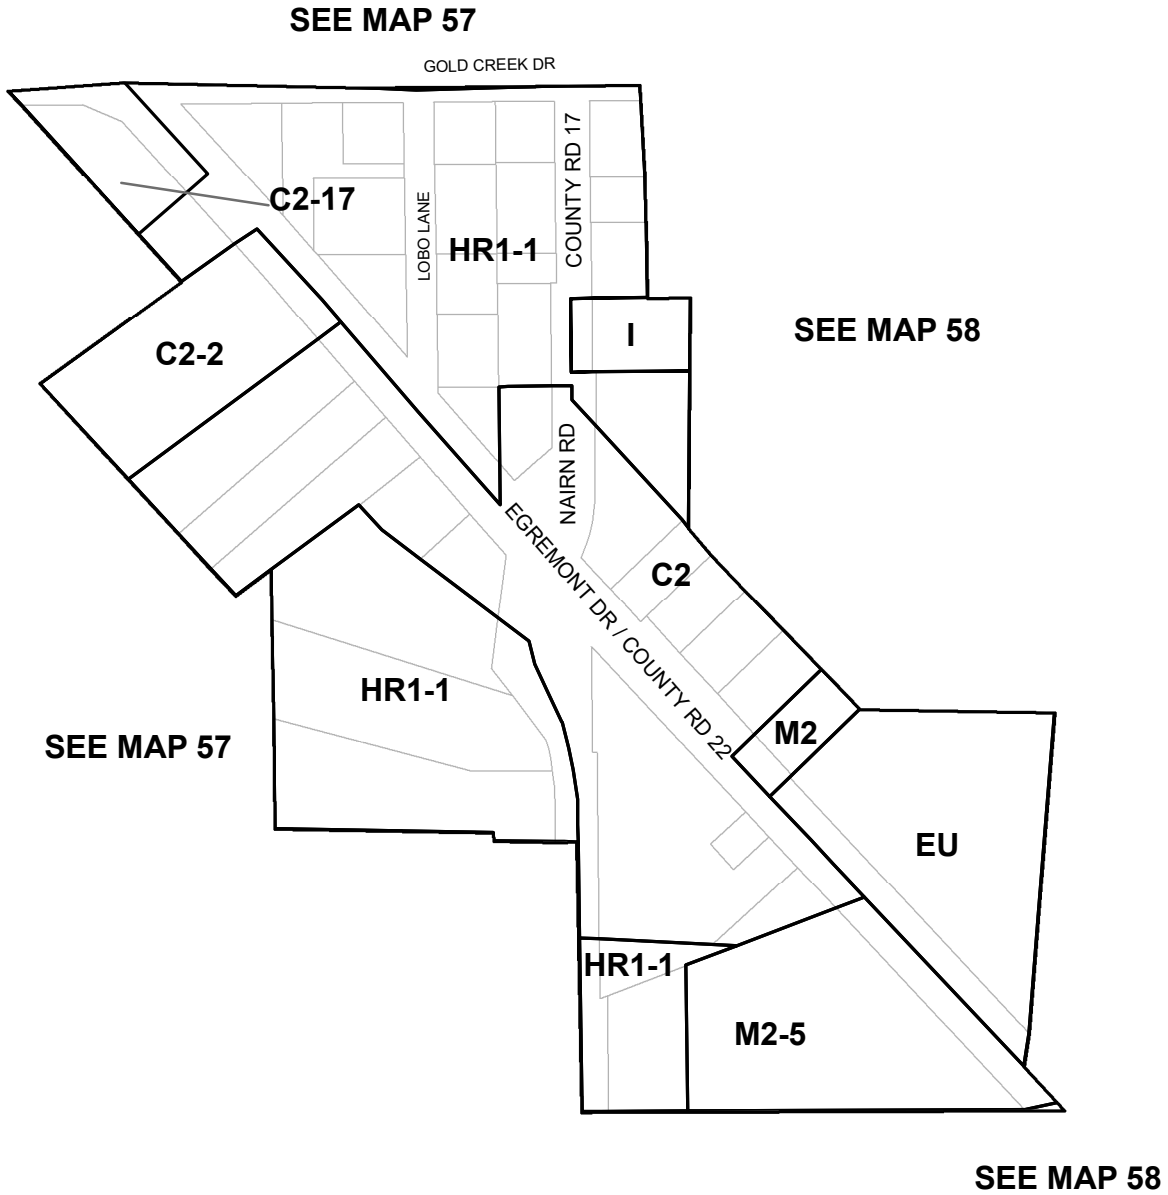 SEE MAP 57
GOLD CREEK DR
COUNTY RD 17
C2-17
LOBO LANE
HR1-1
I
SEE MAP 58
C2-2
NAIRN RD
EGREMONT DR / COUNTY RD 22
C2
HR1-1
M2
SEE MAP 57
EU
HR1-1
M2-5
SEE MAP 58